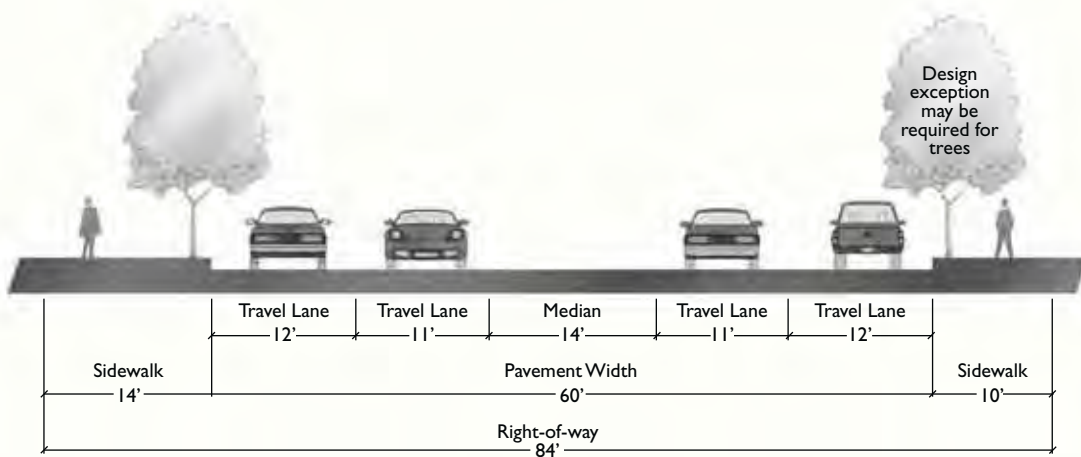 Design
exception
may be
required for
trees
Travel Lane
12’
Travel Lane
11’
Median
14’
Travel Lane
11’
Travel Lane
12’
Sidewalk
14’
Pavement Width
60’
Sidewalk
10’
Right-of-way
84’